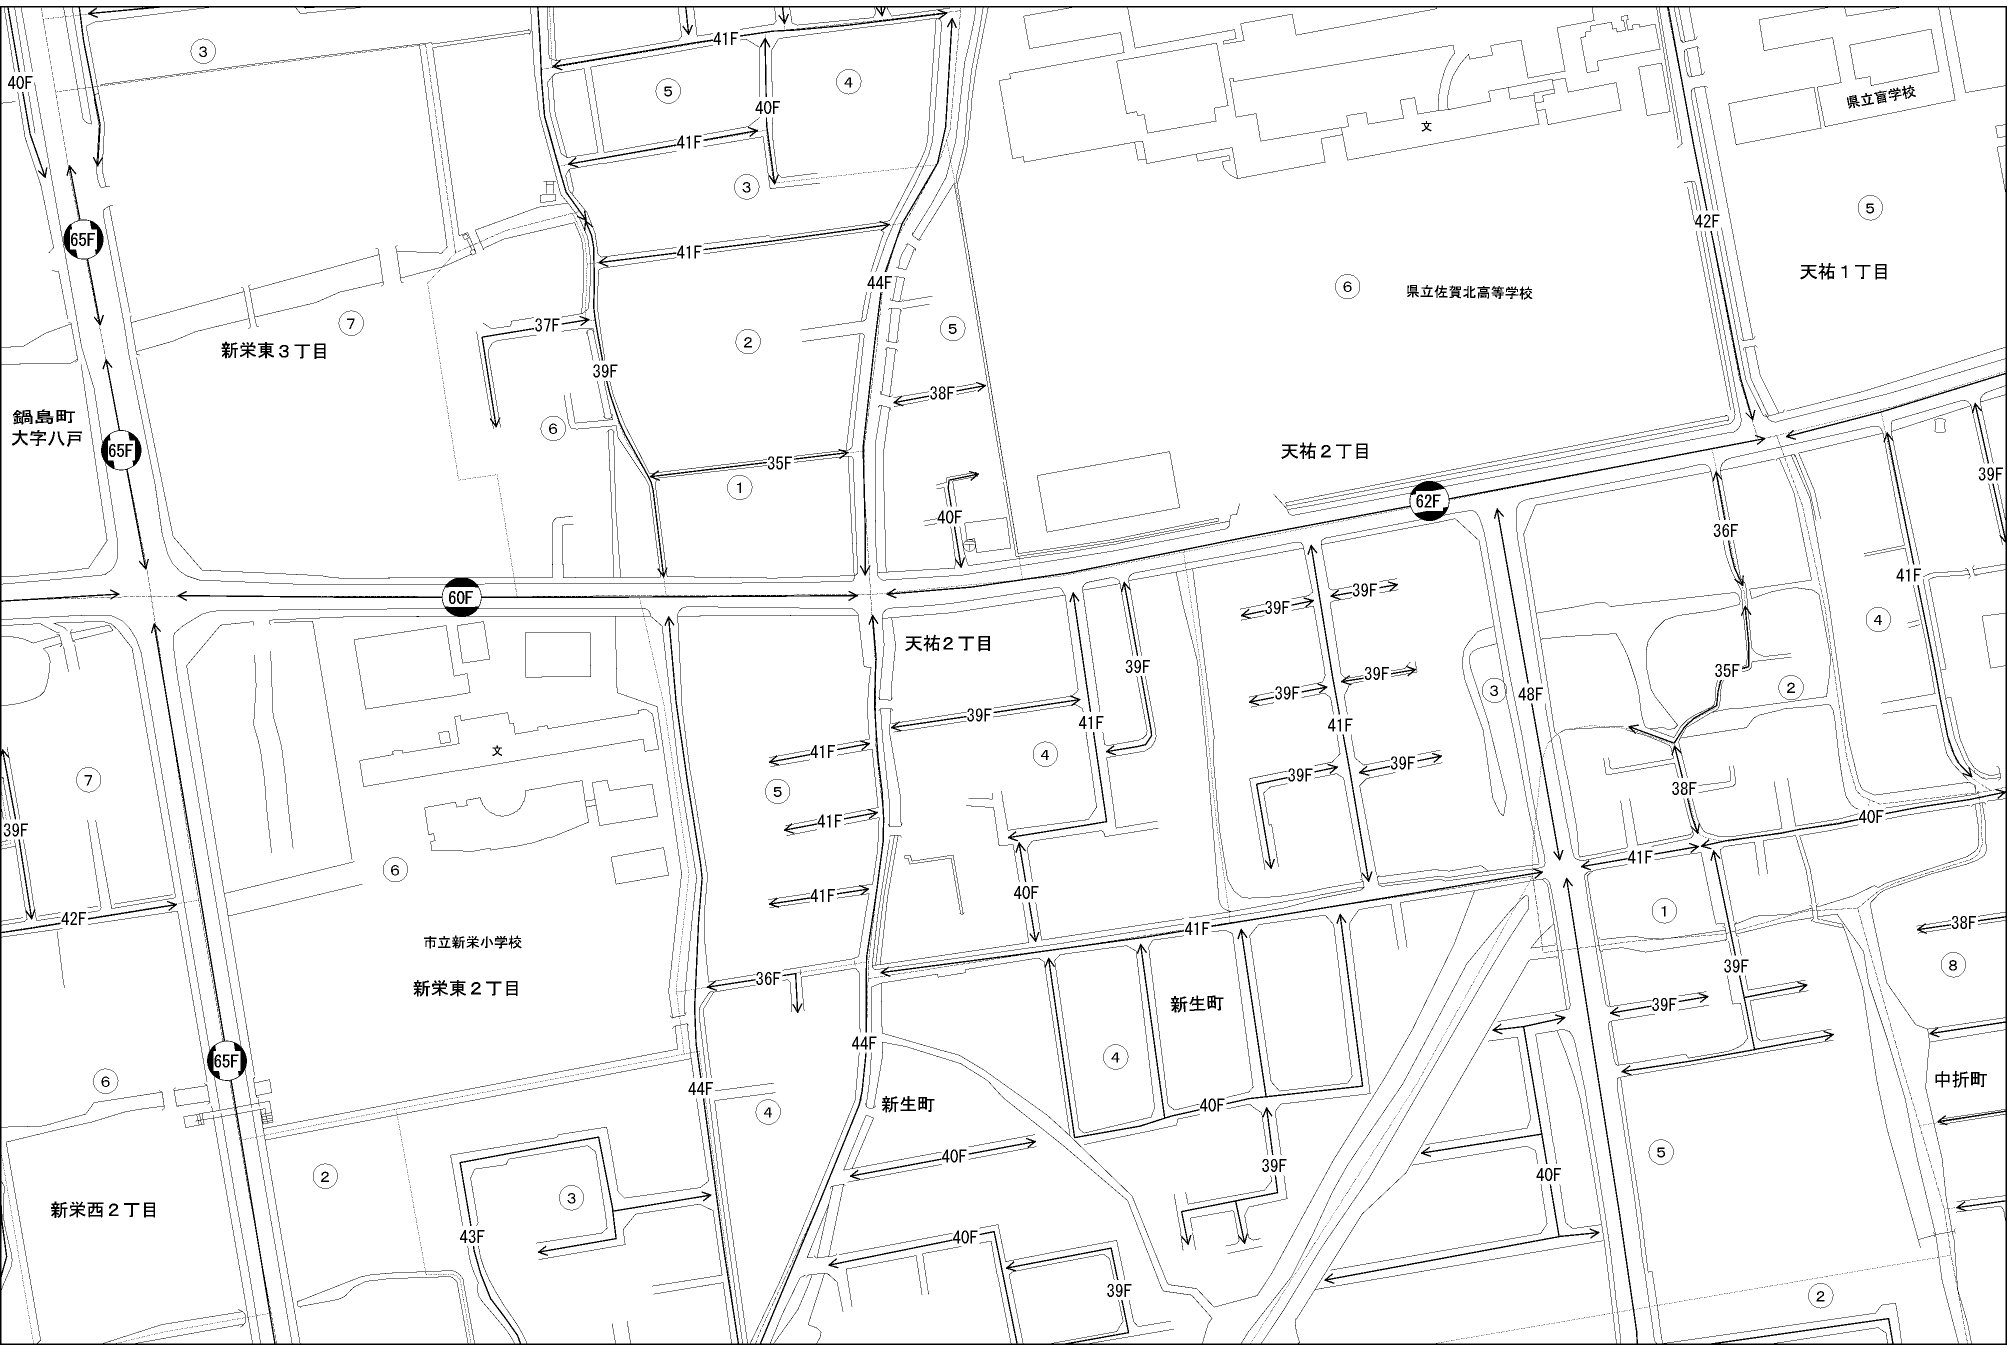 41F
③
④
40F
⑤
40F
県立盲学校
文
41F
③
⑤
42F
65F
41F
天祐1丁目
44F
⑥
県立佐賀北高等学校
⑦
37F
⑤
②
新栄東3丁目
39F
38F
鍋島町
大字八戸
⑥
65F
天祐2丁目
35F
①
39F
62F
40F
36F
41F
60F
39F
39F
④
天祐2丁目
39F
39F
39F
35F
③
②
48F
39F
41F
41F
文
41F
④
39F
39F
⑦
⑤
38F
40F
39F
41F
41F
⑥
40F
41F
①
42F
38F
41F
市立新栄小学校
⑧
39F
36F
新栄東2丁目
新生町
39F
44F
④
65F
⑥
中折町
44F
新生町
40F
④
⑤
40F
39F
40F
②
③
新栄西2丁目
43F
40F
39F
②